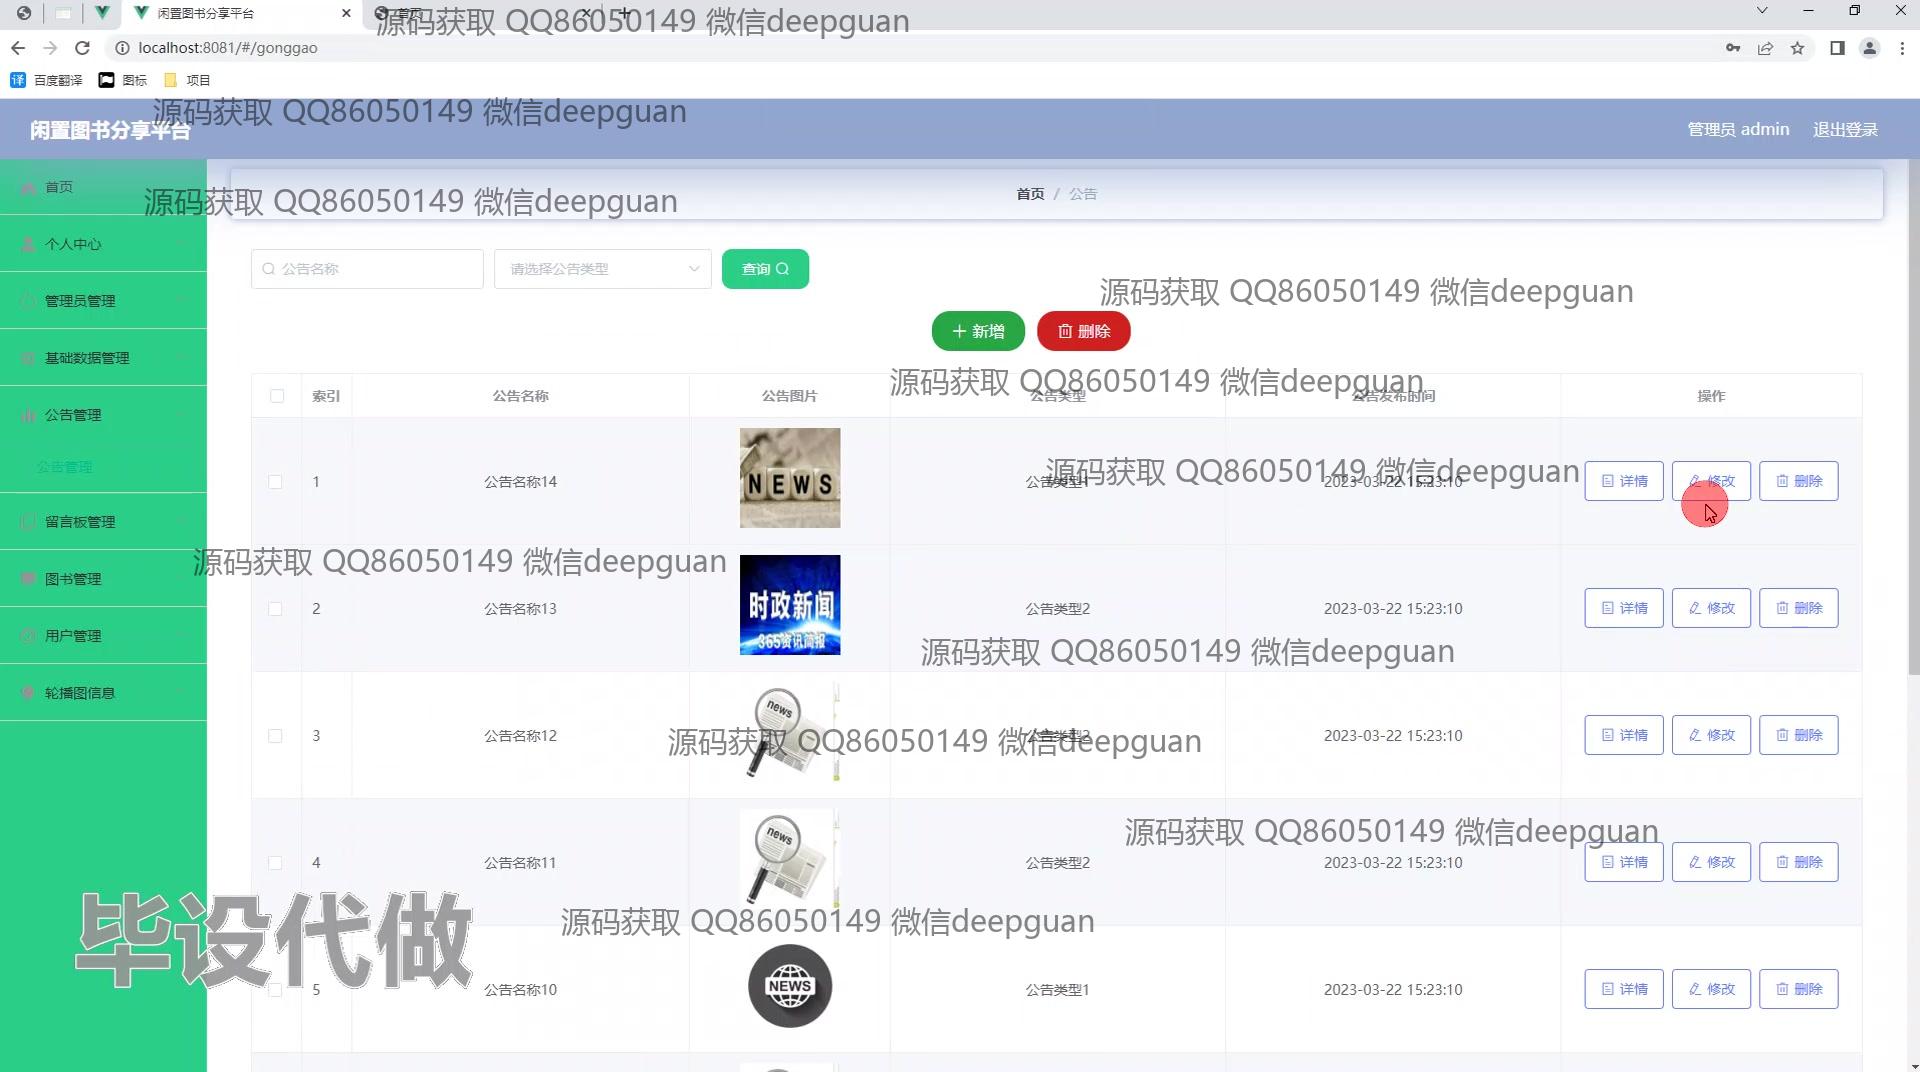 闲置图书分享平台
首页
源码获取 QQ86050149 微信deepguan
localhost:8081/#/gonggao
百度翻译 图标 项目
源码获取 QQ86050149 微信deepguan
闲置图书分享平台
管理员 admin 退出登录
首页
源码获取 QQ86050149 微信deepguan
首页 / 公告
个人中心
公告名称 请选择公告类型 查询
管理员管理
源码获取 QQ86050149 微信deepguan
新增 删除
基础数据管理
源码获取 QQ86050149 微信deepguan
索引 公告名称 公告图片 公告类型 公告发布时间 操作
公告管理
公告管理
源码获取 QQ86050149 微信deepguan
1 公告名称14 NEWS 公告类型1 2023-03-22 15:23:10 详情 修改 删除
留言板管理
源码获取 QQ86050149 微信deepguan
图书管理
2 公告名称13 时政新闻 公告类型2 2023-03-22 15:23:10 详情 修改 删除
365资讯简报
用户管理
源码获取 QQ86050149 微信deepguan
轮播图信息
news
3 公告名称12 2023-03-22 15:23:10 详情 修改 删除
源码获取 QQ86050149 微信deepguan
news
源码获取 QQ86050149 微信deepguan
4 公告名称11 公告类型2 2023-03-22 15:23:10 详情 修改 删除
源码获取 QQ86050149 微信deepguan
毕设代做
5 公告名称10 NEWS 公告类型1 2023-03-22 15:23:10 详情 修改 删除